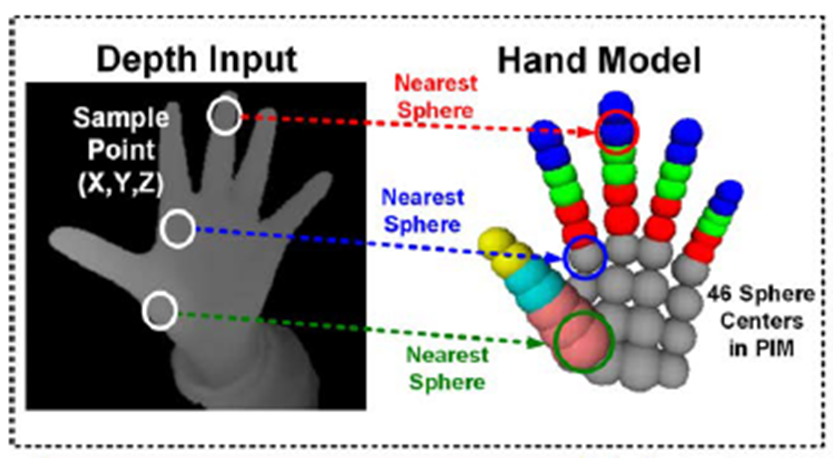 Depth Input
Hand Model
Sample
Point
(X,Y,Z)
Nearest
Sphere
Nearest
Sphere
Nearest
Sphere
46 Sphere
Centers
in PIM